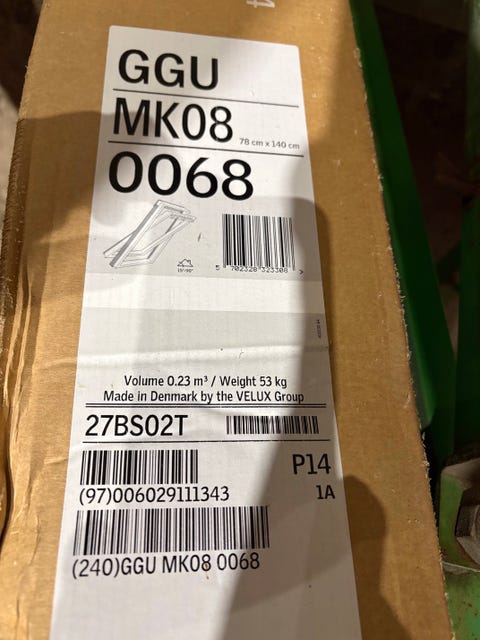 GGU
MK08 78 cm x 140 cm
0068
15°-90°
5 702328 323308 >
Volume 0.23 m³ / Weight 53 kg
Made in Denmark by the VELUX Group
27BS02T
P14
(97)006029111343 1A
(240)GGU MK08 0068